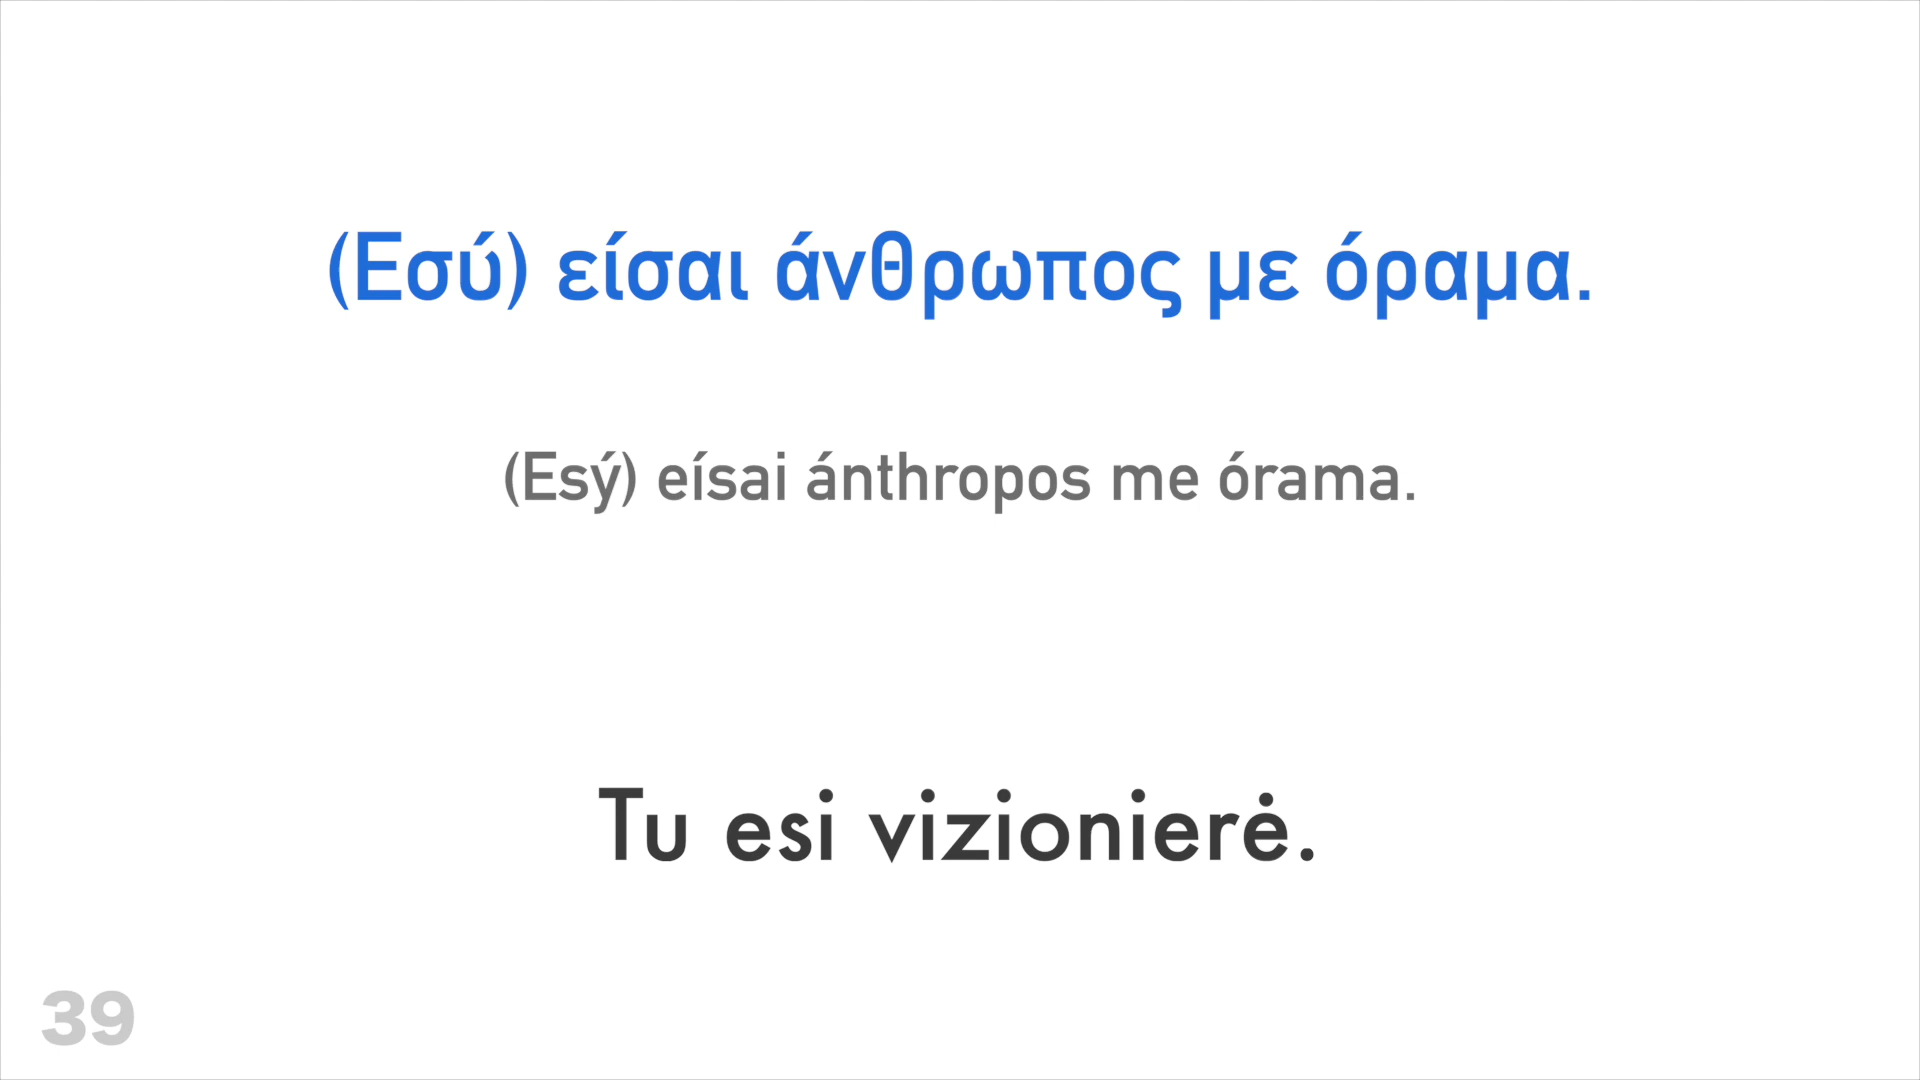 (Εσύ) είσαι άνθρωπος με όραμα.
(Esý) eísai ánthropos me órama.
Tu esi vizionierė.
39